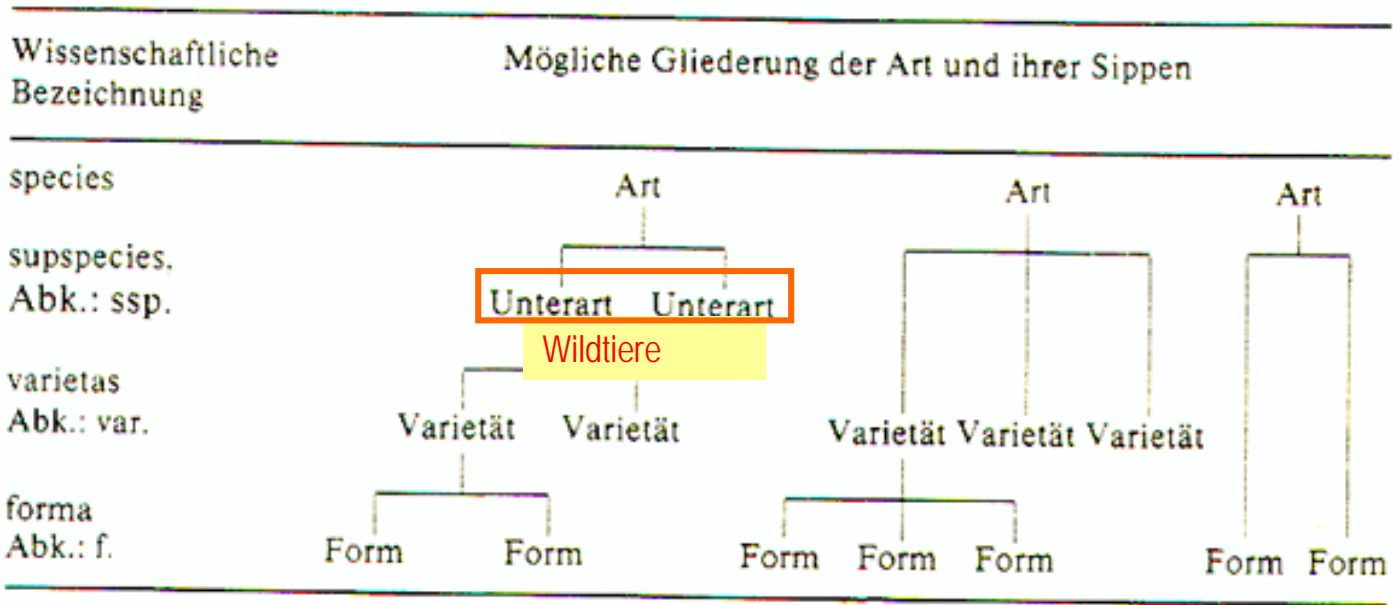 Wissenschaftliche
Bezeichnung
Mögliche Gliederung der Art und ihrer Sippen
species
Art Art Art
supspecies.
Abk.: ssp.
Unterart Unterart
Wildtiere
varietas
Abk.: var.
Varietät Varietät Varietät Varietät Varietät
forma
Abk.: f.
Form Form Form Form Form Form Form